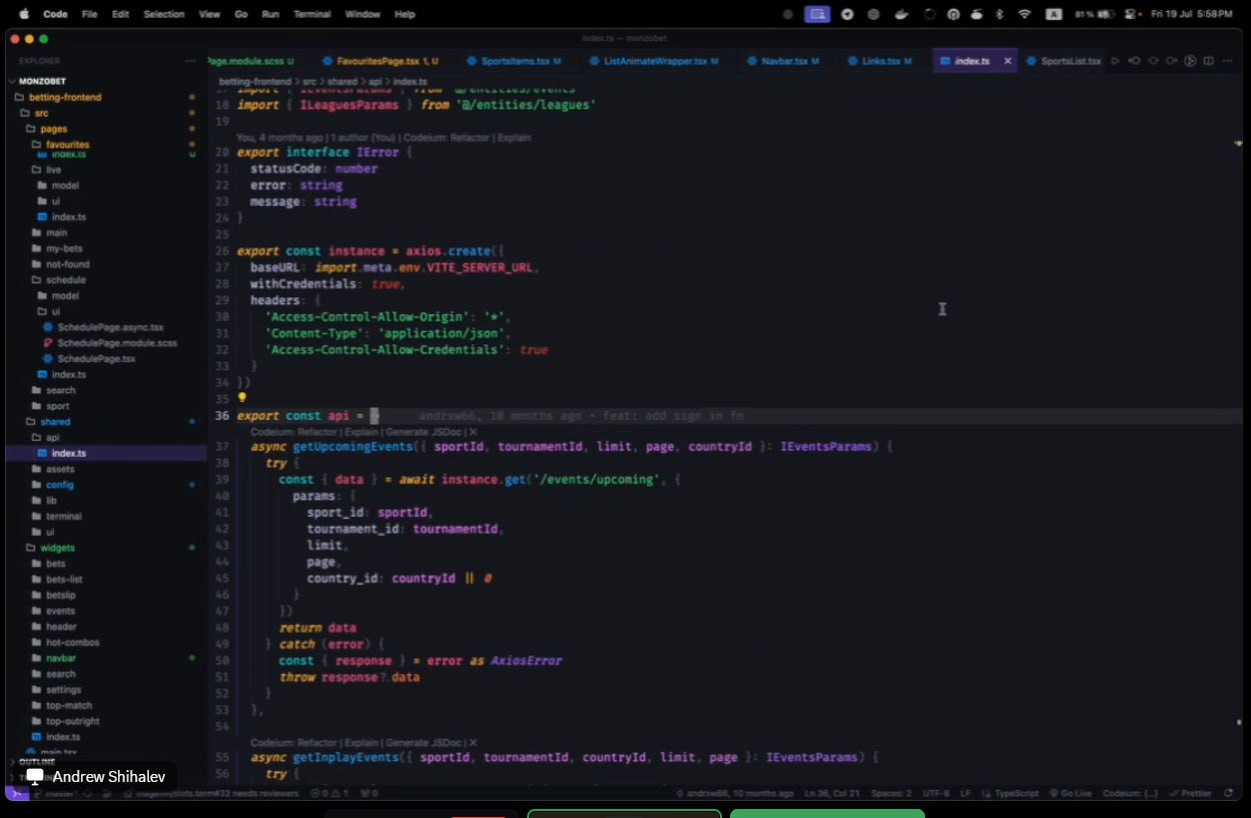 Code File Edit Selection View Go Run Terminal Window Help
A 81% Fri 19 Jul 5:58PM
index.ts — monzobet
EXPLORER
Page.module.scss U FavouritesPage.tsx 1, U SportsItems.tsx M ListAnimateWrapper.tsx M Navbar.tsx M Links.tsx M index.ts SportsList.tsx
MONZOBET
betting-frontend
src
pages
favourites
index.ts U
live
model
ui
index.ts
main
my-bets
not-found
schedule
model
ui
SchedulePage.async.tsx
SchedulePage.module.scss
SchedulePage.tsx
index.ts
search
sport
shared
api
index.ts
assets
config
lib
terminal
ui
widgets
bets
bets-list
betslip
events
header
hot-combos
navbar
search
settings
top-match
top-outright
index.ts
main.tsx
OUTLINE
Andrew Shihalev
betting-frontend > src > shared > api > index.ts
17 import { IEventsParams } from '@/entities/events'
18 import { ILeaguesParams } from '@/entities/leagues'
19
You, 4 months ago | 1 author (You) | Codeium: Refactor | Explain
20 export interface IError {
21 statusCode: number
22 error: string
23 message: string
24 }
25
26 export const instance = axios.create({
27 baseURL: import.meta.env.VITE_SERVER_URL,
28 withCredentials: true,
29 headers: {
30 'Access-Control-Allow-Origin': '*',
31 'Content-Type': 'application/json',
32 'Access-Control-Allow-Credentials': true
33 }
34 })
35
36 export const api = { andrxw66, 10 months ago • feat: add sign in fn
Codeium: Refactor | Explain | Generate JSDoc | X
37 async getUpcomingEvents({ sportId, tournamentId, limit, page, countryId }: IEventsParams) {
38 try {
39 const { data } = await instance.get('/events/upcoming', {
40 params: {
41 sport_id: sportId,
42 tournament_id: tournamentId,
43 limit,
44 page,
45 country_id: countryId || 0
46 }
47 })
48 return data
49 } catch (error) {
50 const { response } = error as AxiosError
51 throw response?.data
52 }
53 },
54
Codeium: Refactor | Explain | Generate JSDoc | X
55 async getInplayEvents({ sportId, tournamentId, countryId, limit, page }: IEventsParams) {
56 try {
master* #32 needs reviewers 0 1 0 andrxw66, 10 months ago Ln 36, Col 21 Spaces: 2 UTF-8 LF TypeScript Go Live Codeium: {...} Prettier